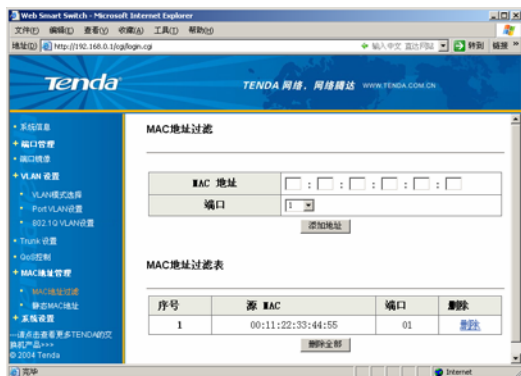 Web Smart Switch - Microsoft Internet Explorer
文件(F) 编辑(E) 查看(V) 收藏(A) 工具(T) 帮助(H)
地址(D) http://192.168.0.1/cgi/login.cgi 输入中文 直达网站 转到 链接 »
Tenda TENDA 网络，网络腾达 WWW.TENDA.COM.CN
• 系统信息
+ 端口管理
• 端口镜像
+ VLAN 设置
• VLAN模式选择
• Port VLAN设置
• 802.1Q VLAN设置
• Trunk 设置
• QoS控制
+ MAC地址管理
• MAC地址过滤
• 静态MAC地址
+ 系统设置
---请点击查看更多TENDA的交换机产品>>>
© 2004 Tenda
MAC地址过滤
MAC 地址 : : : : :
端口 1
添加地址
MAC地址过滤表
序号 源 MAC 端口 删除
1 00:11:22:33:44:55 01 删除
删除全部
完毕 Internet